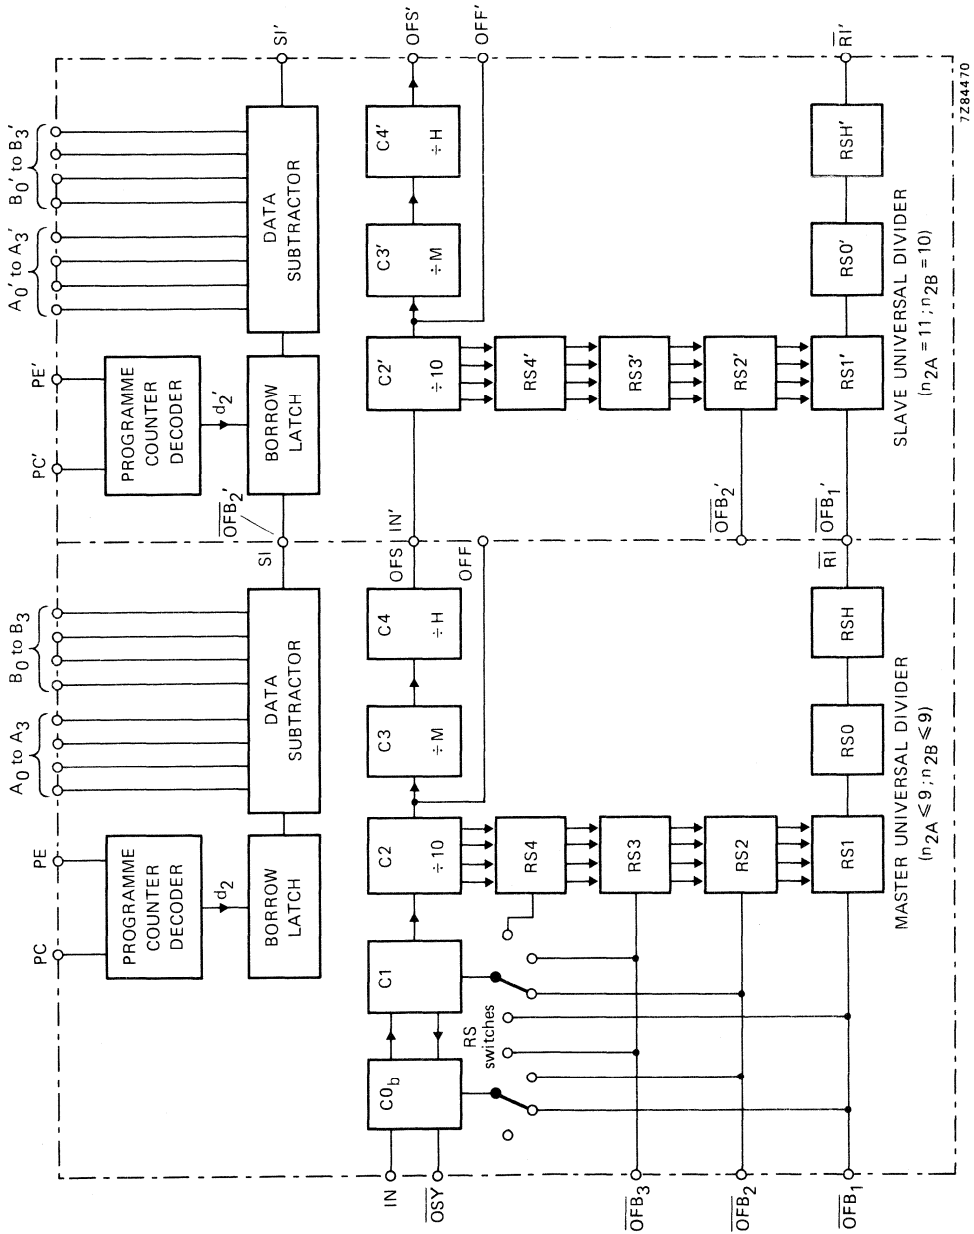 SI'
OFS'
OFF'
RI'
7Z84470
B0' to B3'
A0' to A3'
DATA
SUBTRACTOR
C4'
÷H
C3'
÷M
RSH'
RS0'
SLAVE UNIVERSAL DIVIDER
(n2A = 11 ; n2B = 10)
PE'
PC'
PROGRAMME
COUNTER
DECODER
d2'
BORROW
LATCH
C2'
÷10
RS4'
RS3'
RS2'
RS1'
OFB2'
SI
OFS
IN'
OFF
OFB2'
OFB1'
RI
B0 to B3
A0 to A3
DATA
SUBTRACTOR
C4
÷H
C3
÷M
RSH
RS0
MASTER UNIVERSAL DIVIDER
(n2A ⩽ 9 ; n2B ⩽ 9)
PE
PC
PROGRAMME
COUNTER
DECODER
d2
BORROW
LATCH
C2
÷10
RS4
RS3
RS2
RS1
C1
C0b
RS
switches
IN
OSY
OFB3
OFB2
OFB1